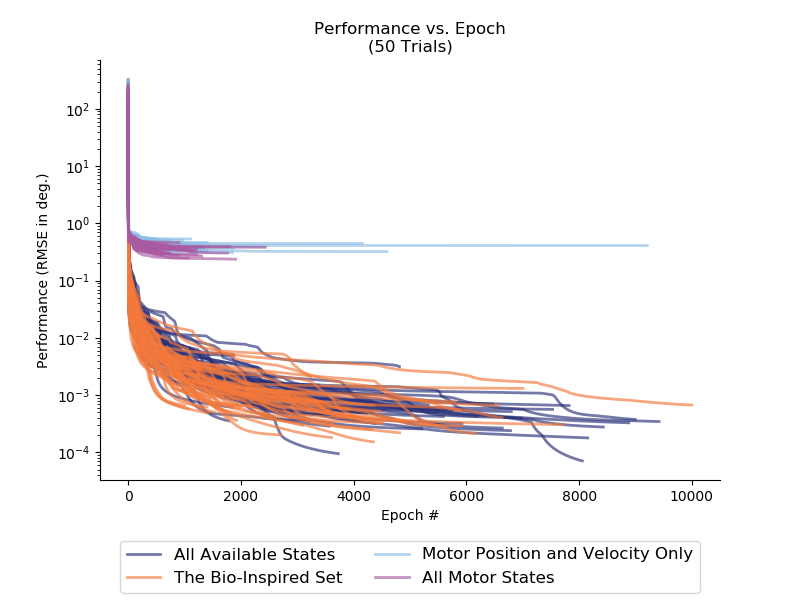 Performance vs. Epoch
(50 Trials)
Performance (RMSE in deg.)
10²
10¹
10⁰
10⁻¹
10⁻²
10⁻³
10⁻⁴
0 2000 4000 6000 8000 10000
Epoch #
All Available States
The Bio-Inspired Set
Motor Position and Velocity Only
All Motor States